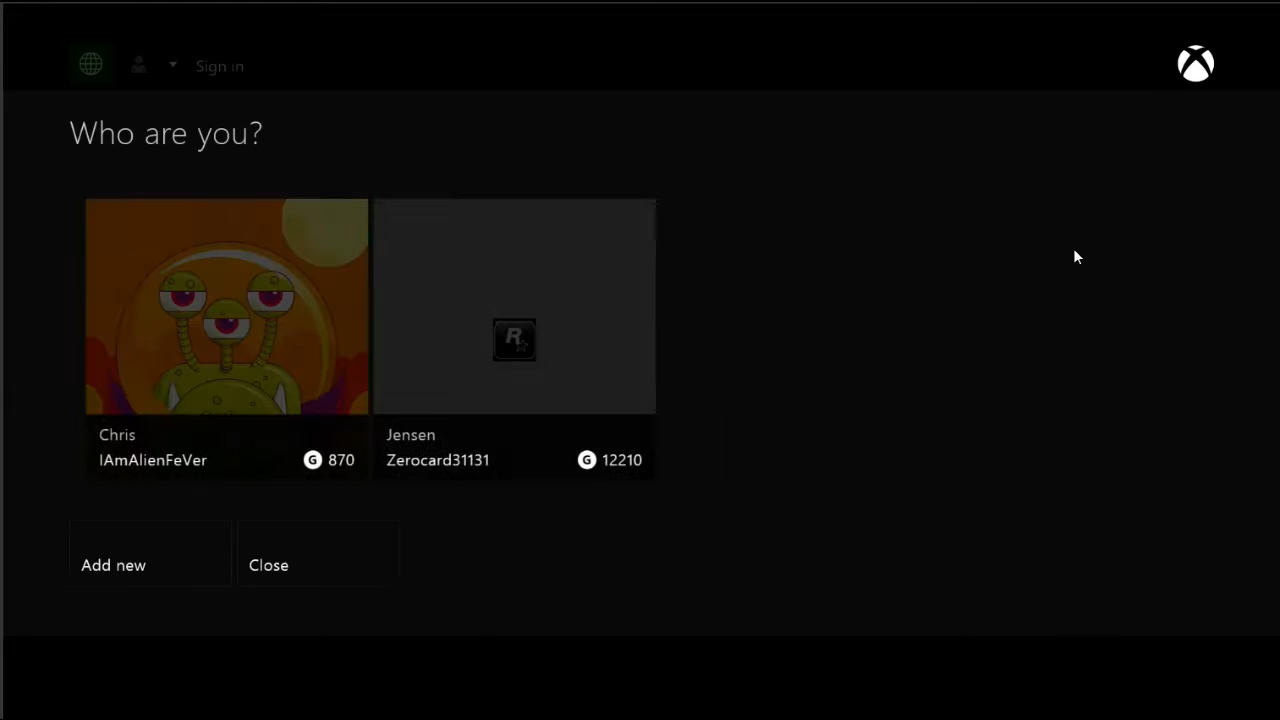 Sign in
Who are you?
Chris
IAmAlienFeVer
G 870
Jensen
Zerocard31131
G 12210
R
Add new
Close